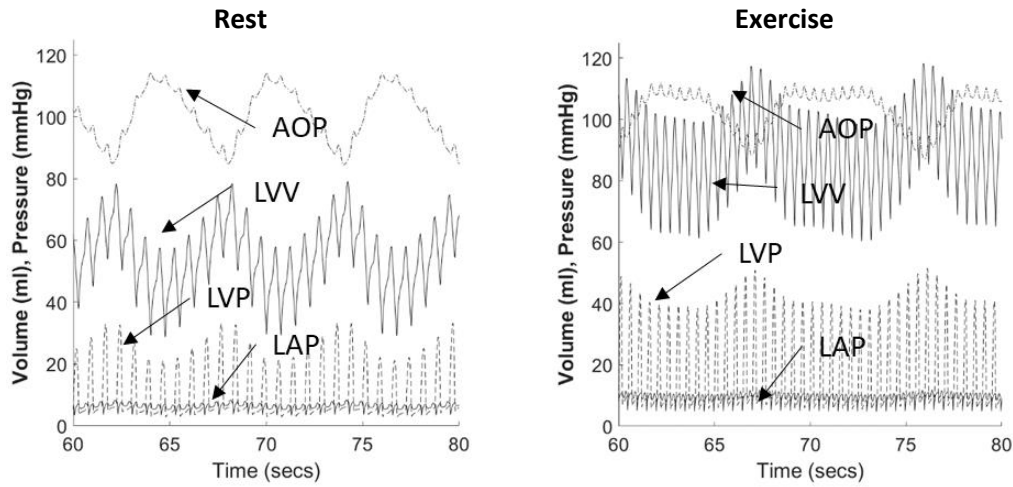 Rest
Volume (ml), Pressure (mmHg)
120
100
80
60
40
20
0
AOP
LVV
LVP
LAP
60
65
70
75
80
Time (secs)
Exercise
Volume (ml), Pressure (mmHg)
120
100
80
60
40
20
0
AOP
LVV
LVP
LAP
60
65
70
75
80
Time (secs)